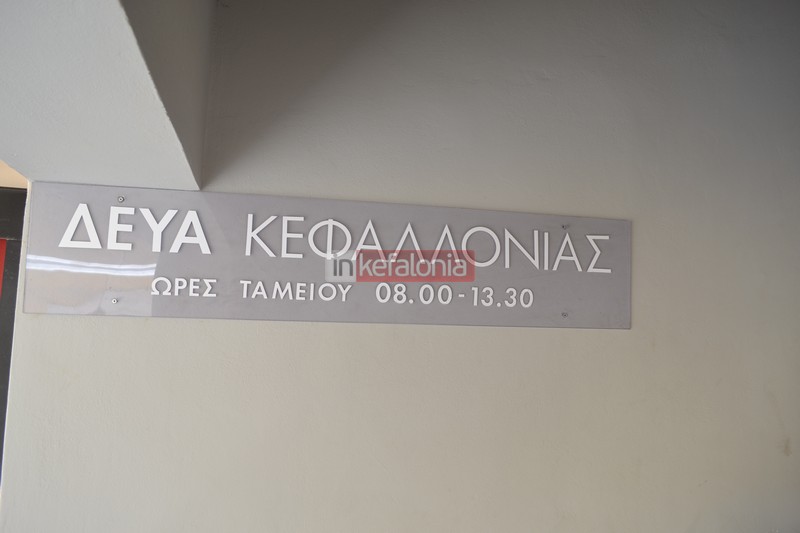 ΔΕΥΑ ΚΕΦΑΛΛΟΝΙΑΣ
inkefalonia
ΩΡΕΣ ΤΑΜΕΙΟΥ 08.00-13.30